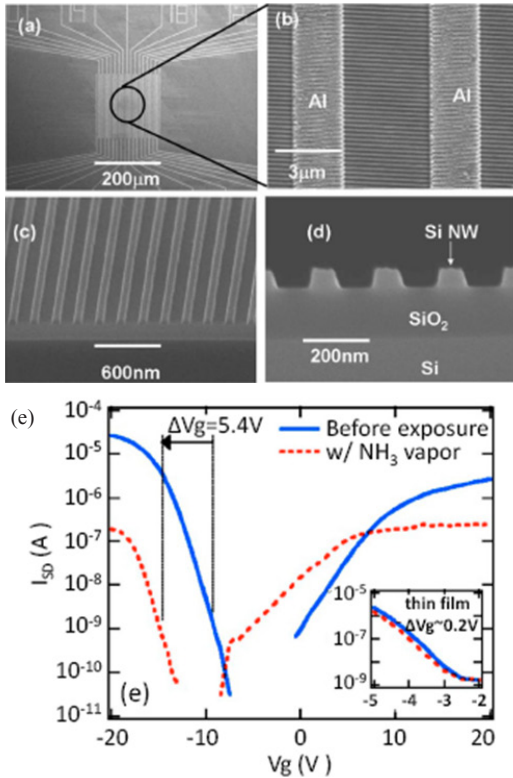 (a)
200μm
(b)
Al
Al
3μm
(c)
600nm
(d)
Si NW
SiO₂
200nm
Si
(e)
ΔVg=5.4V
Before exposure
w/ NH₃ vapor
10⁻⁴
10⁻⁵
10⁻⁶
10⁻⁷
10⁻⁸
10⁻⁹
10⁻¹⁰
10⁻¹¹
I_SD (A)
(e)
thin film
ΔVg~0.2V
10⁻⁵
10⁻⁷
10⁻⁹
-5 -4 -3 -2
-20 -10 0 10 20
Vg (V)